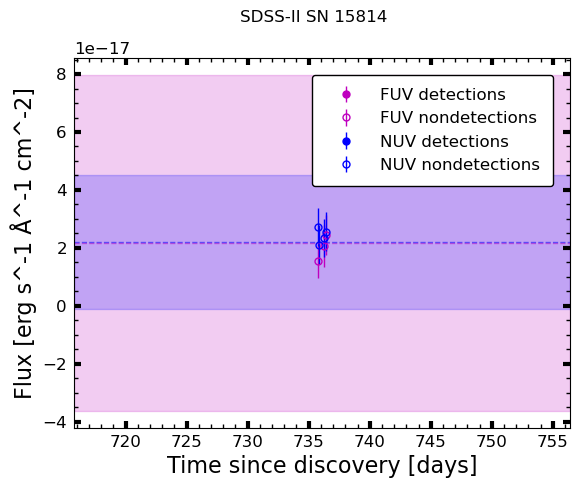 SDSS-II SN 15814
1e−17
FUV detections
FUV nondetections
NUV detections
NUV nondetections
8
6
4
2
0
−2
−4
Flux [erg s^-1 Å^-1 cm^-2]
720 725 730 735 740 745 750 755
Time since discovery [days]